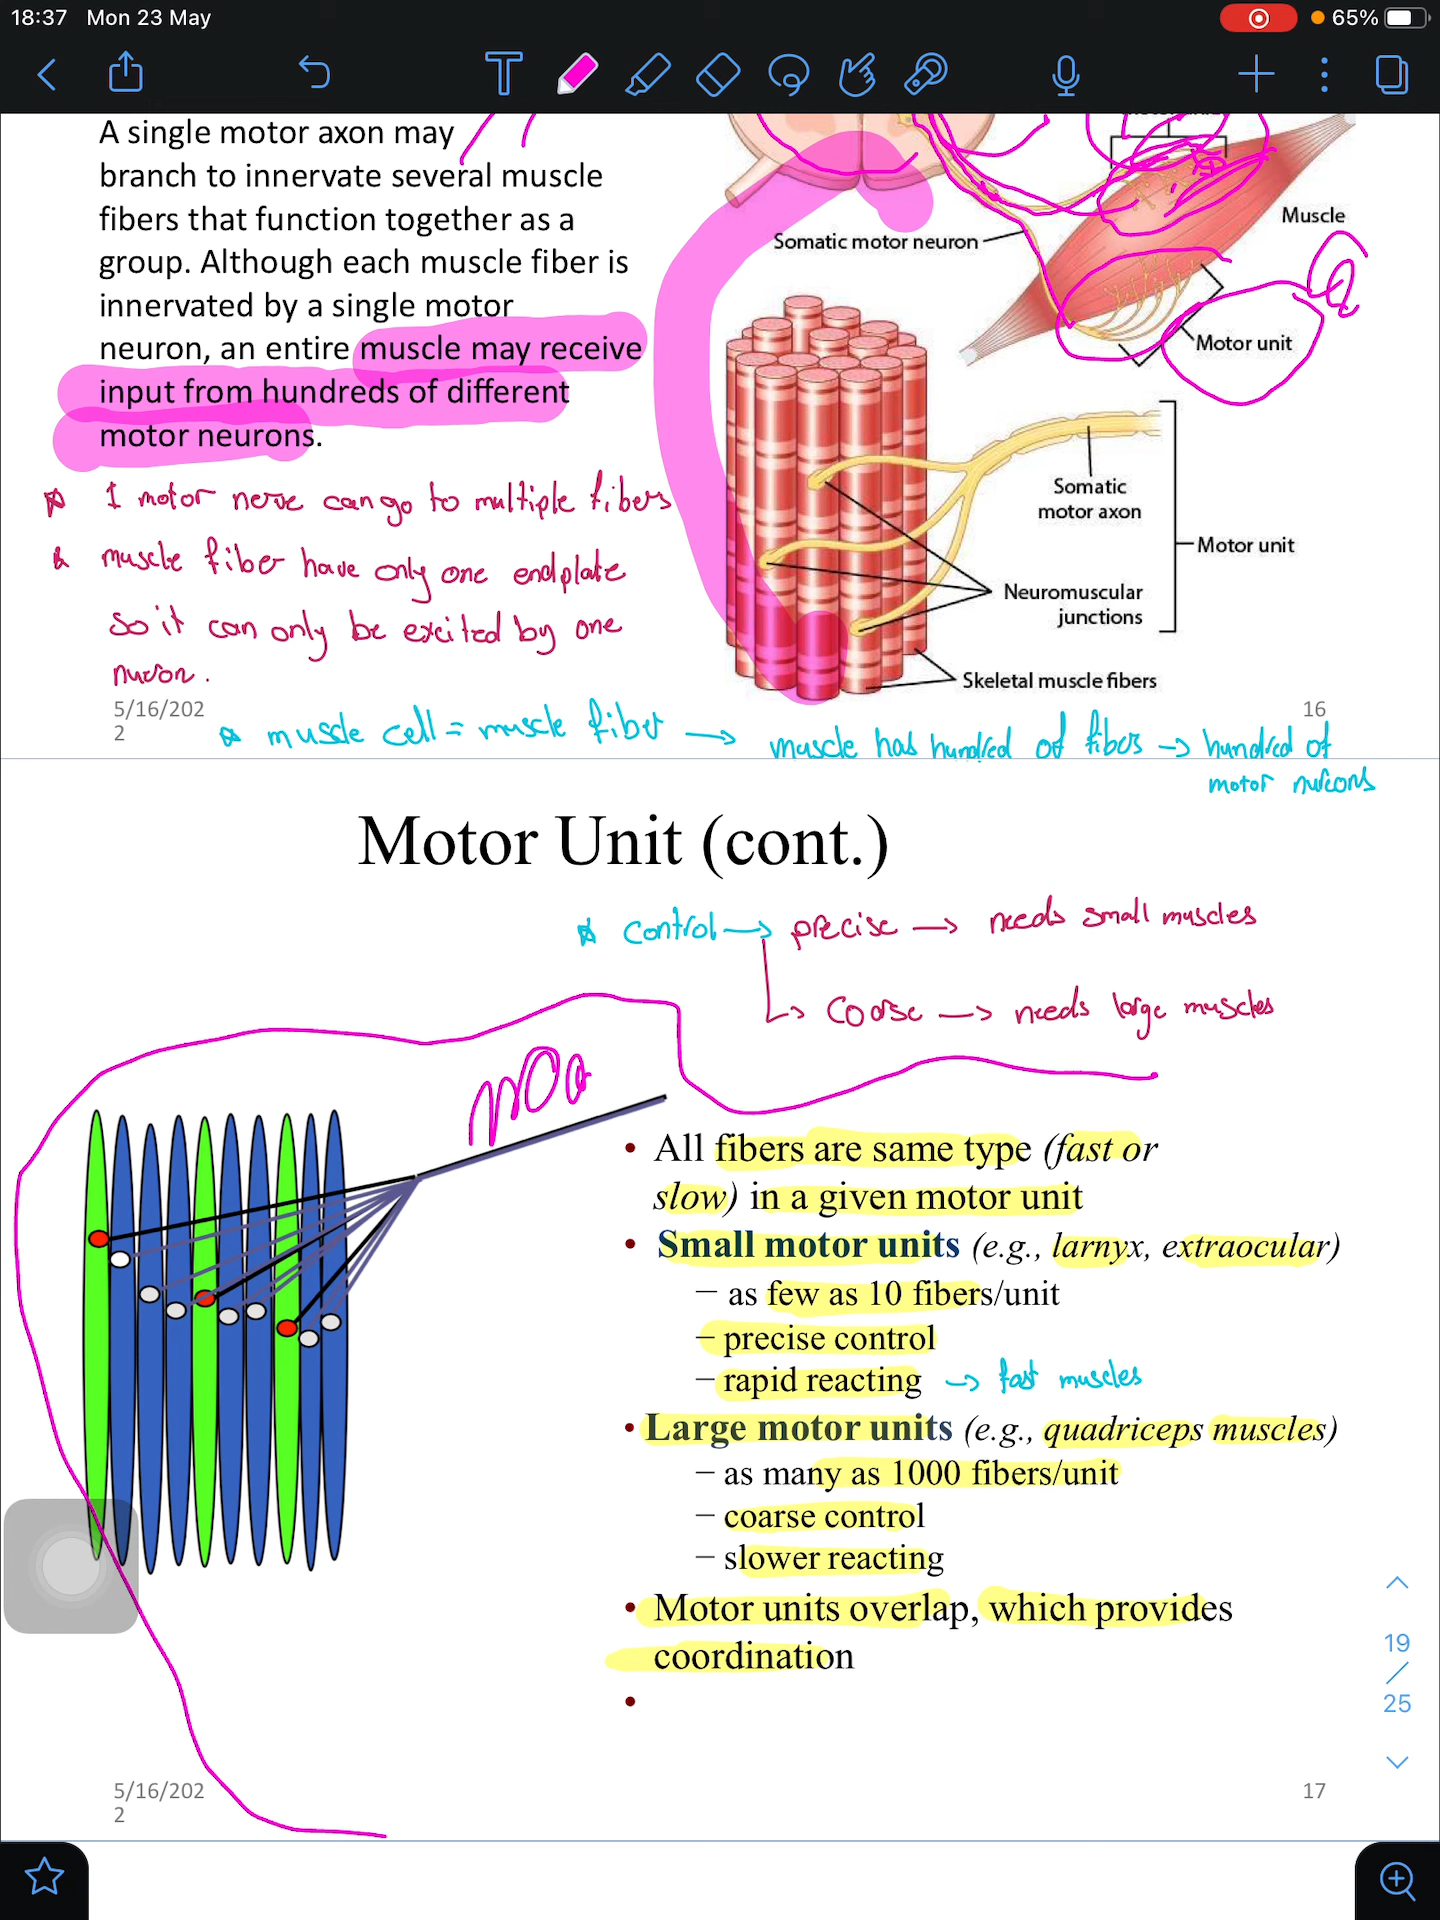 18:37 Mon 23 May
65%
A single motor axon may
branch to innervate several muscle
fibers that function together as a
group. Although each muscle fiber is
innervated by a single motor
neuron, an entire muscle may receive
input from hundreds of different
motor neurons.
Somatic motor neuron
Muscle
Motor unit
Somatic
motor axon
Motor unit
Neuromuscular
junctions
Skeletal muscle fibers
1 motor nerve can go to multiple fibers
muscle fiber have only one endplate
so it can only be excited by one
nuron.
5/16/202
2
16
muscle cell = muscle fiber → muscle has hundred of fibers → hundred of
motor nurons
Motor Unit (cont.)
control → precise → needs small muscles
↳ Coarse → needs large muscles
• All fibers are same type (fast or
slow) in a given motor unit
• Small motor units (e.g., larnyx, extraocular)
– as few as 10 fibers/unit
– precise control
– rapid reacting → fast muscles
• Large motor units (e.g., quadriceps muscles)
– as many as 1000 fibers/unit
– coarse control
– slower reacting
• Motor units overlap, which provides
coordination
•
19
/
25
5/16/202
2
17